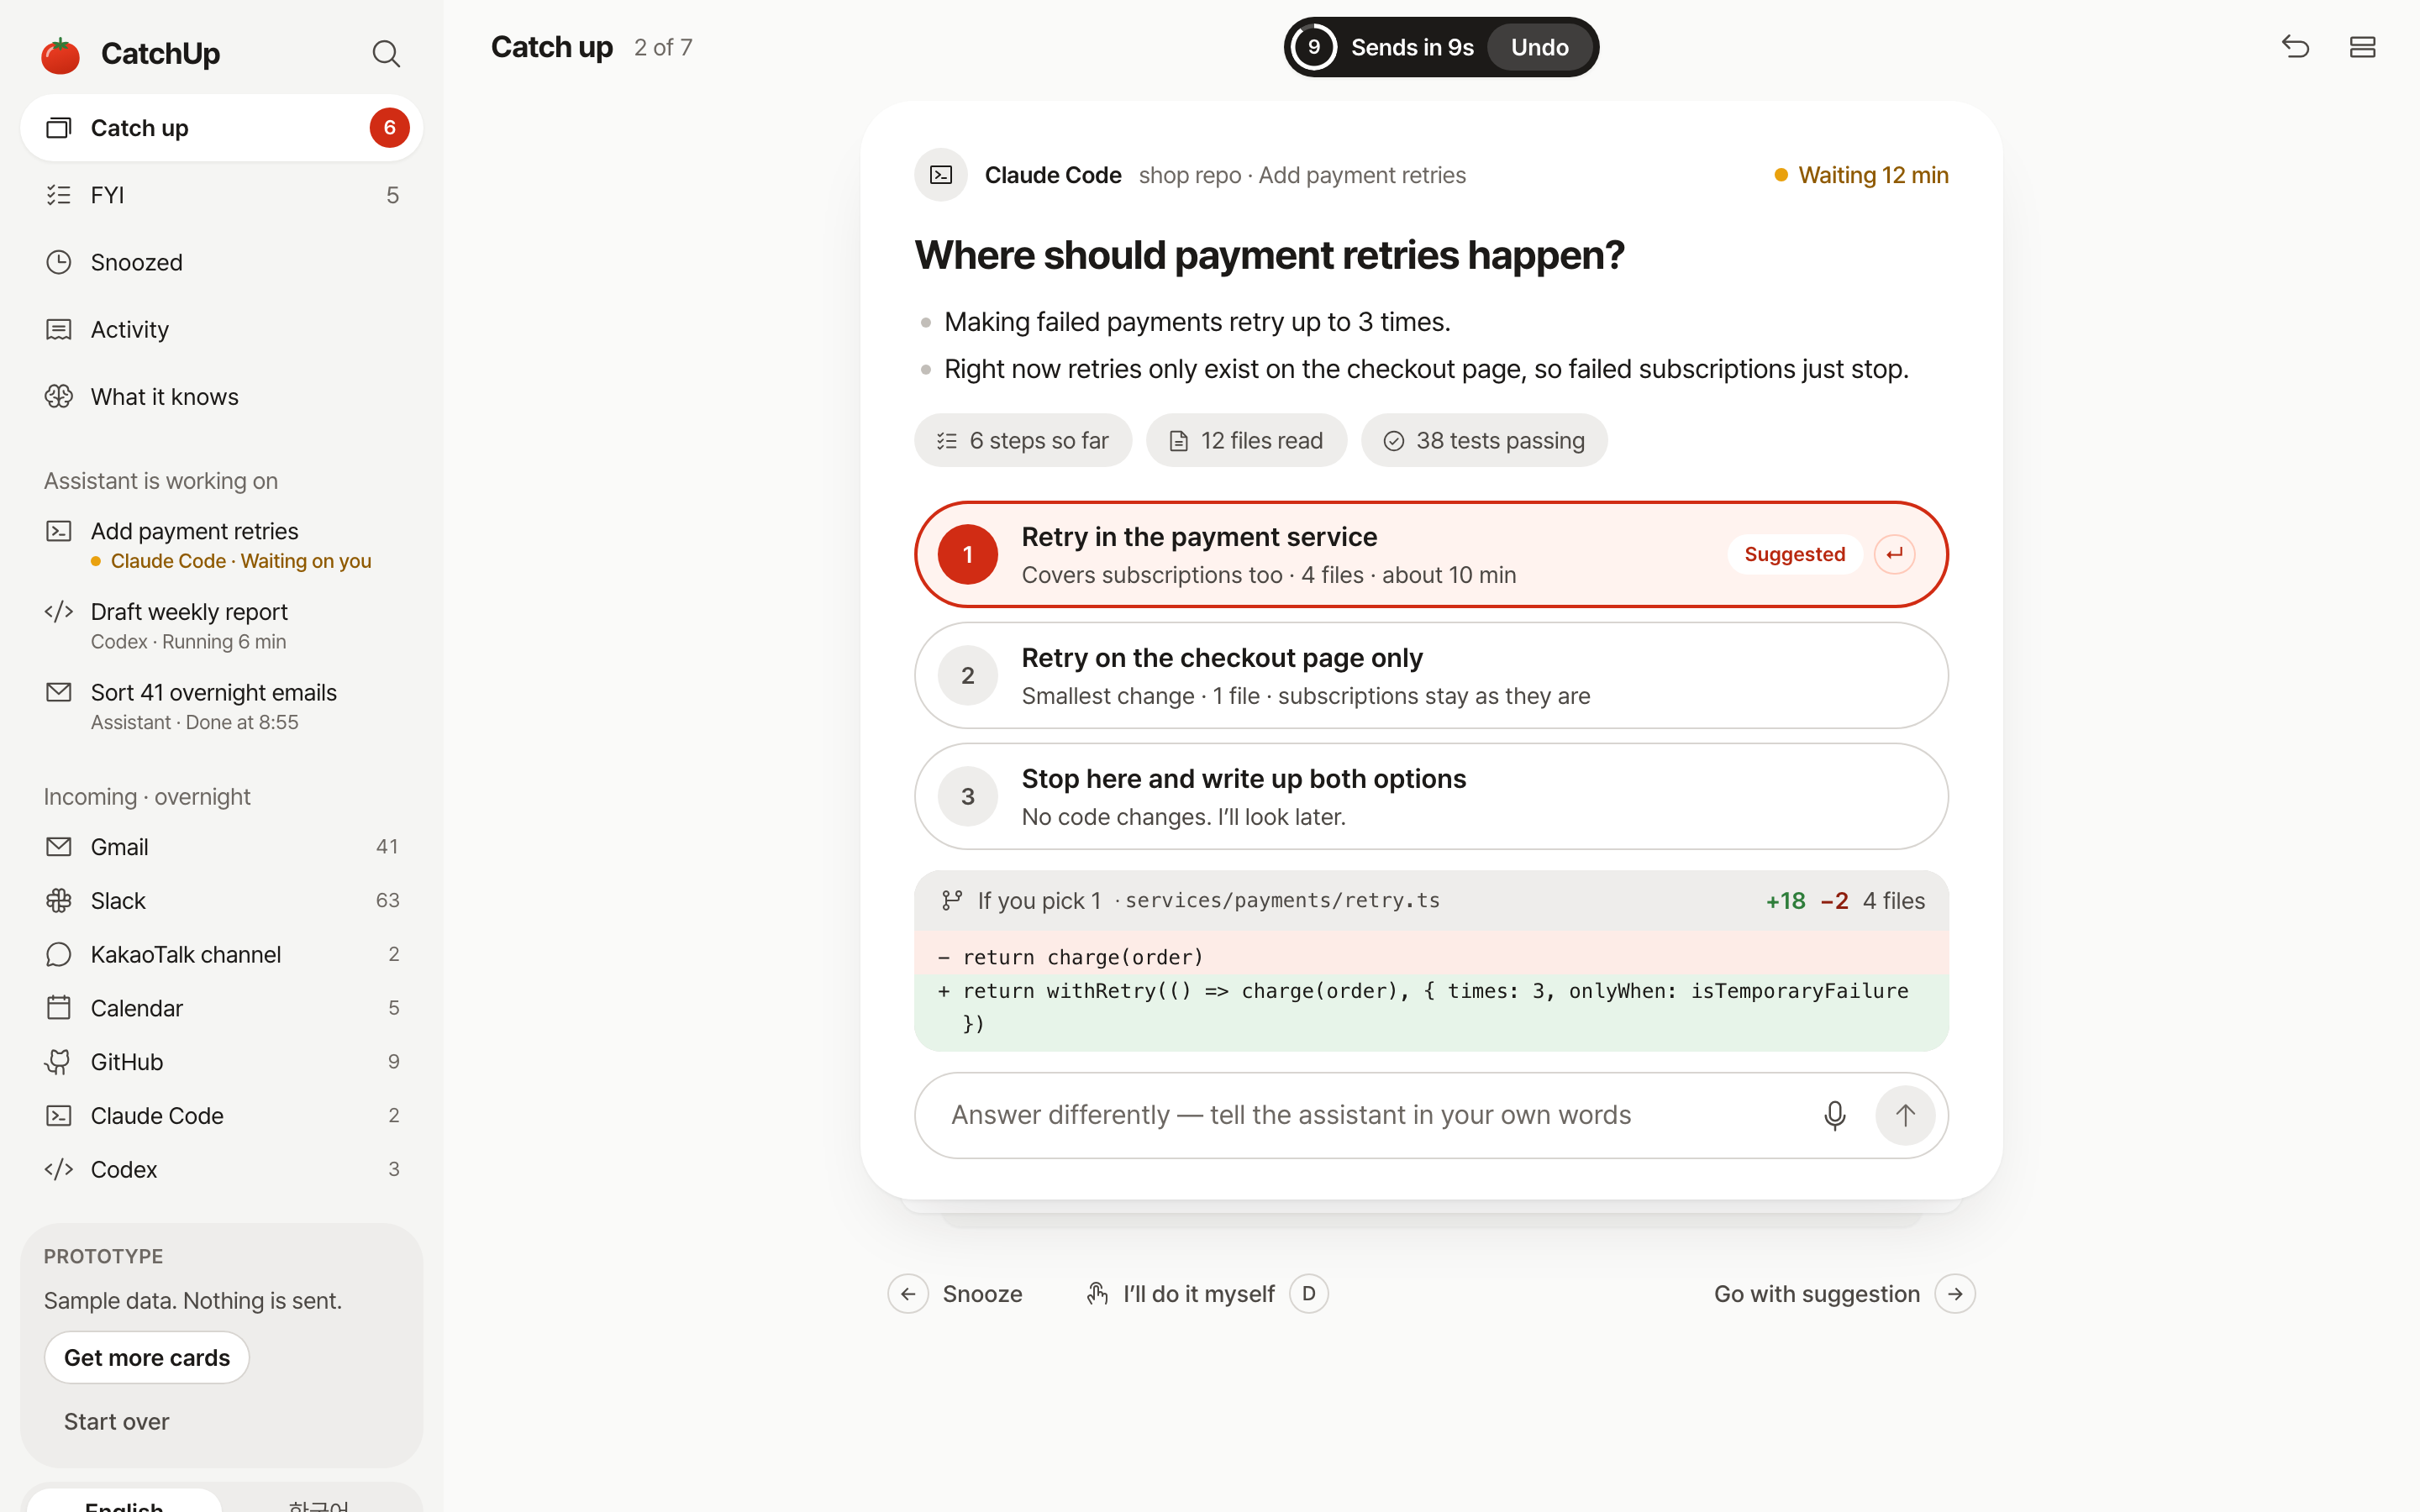 CatchUp
Catch up 6
FYI 5
Snoozed
Activity
What it knows
Assistant is working on
Add payment retries
Claude Code · Waiting on you
Draft weekly report
Codex · Running 6 min
Sort 41 overnight emails
Assistant · Done at 8:55
Incoming · overnight
Gmail 41
Slack 63
KakaoTalk channel 2
Calendar 5
GitHub 9
Claude Code 2
Codex 3
PROTOTYPE
Sample data. Nothing is sent.
Get more cards
Start over
English 한국어
Catch up 2 of 7
9 Sends in 9s Undo
Claude Code shop repo · Add payment retries Waiting 12 min
Where should payment retries happen?
Making failed payments retry up to 3 times.
Right now retries only exist on the checkout page, so failed subscriptions just stop.
6 steps so far 12 files read 38 tests passing
1 Retry in the payment service Suggested
Covers subscriptions too · 4 files · about 10 min
2 Retry on the checkout page only
Smallest change · 1 file · subscriptions stay as they are
3 Stop here and write up both options
No code changes. I’ll look later.
If you pick 1 · services/payments/retry.ts +18 −2 4 files
− return charge(order)
+ return withRetry(() => charge(order), { times: 3, onlyWhen: isTemporaryFailure
})
Answer differently — tell the assistant in your own words
Snooze I’ll do it myself D Go with suggestion